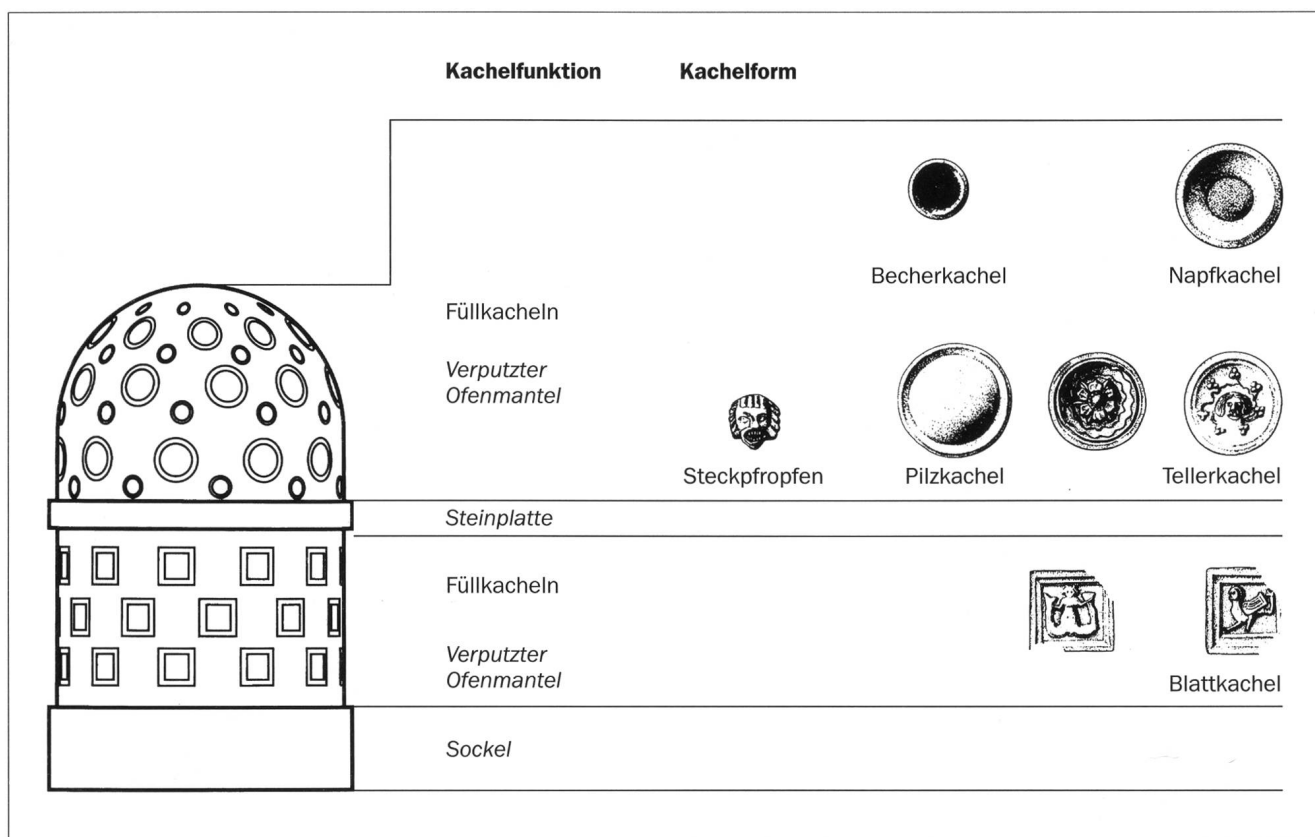 Kachelfunktion Kachelform
Becherkachel Napfkachel
Füllkacheln
Verputzter
Ofenmantel
Steckpfropfen Pilzkachel Tellerkachel
Steinplatte
Füllkacheln
Verputzter
Ofenmantel
Blattkachel
Sockel